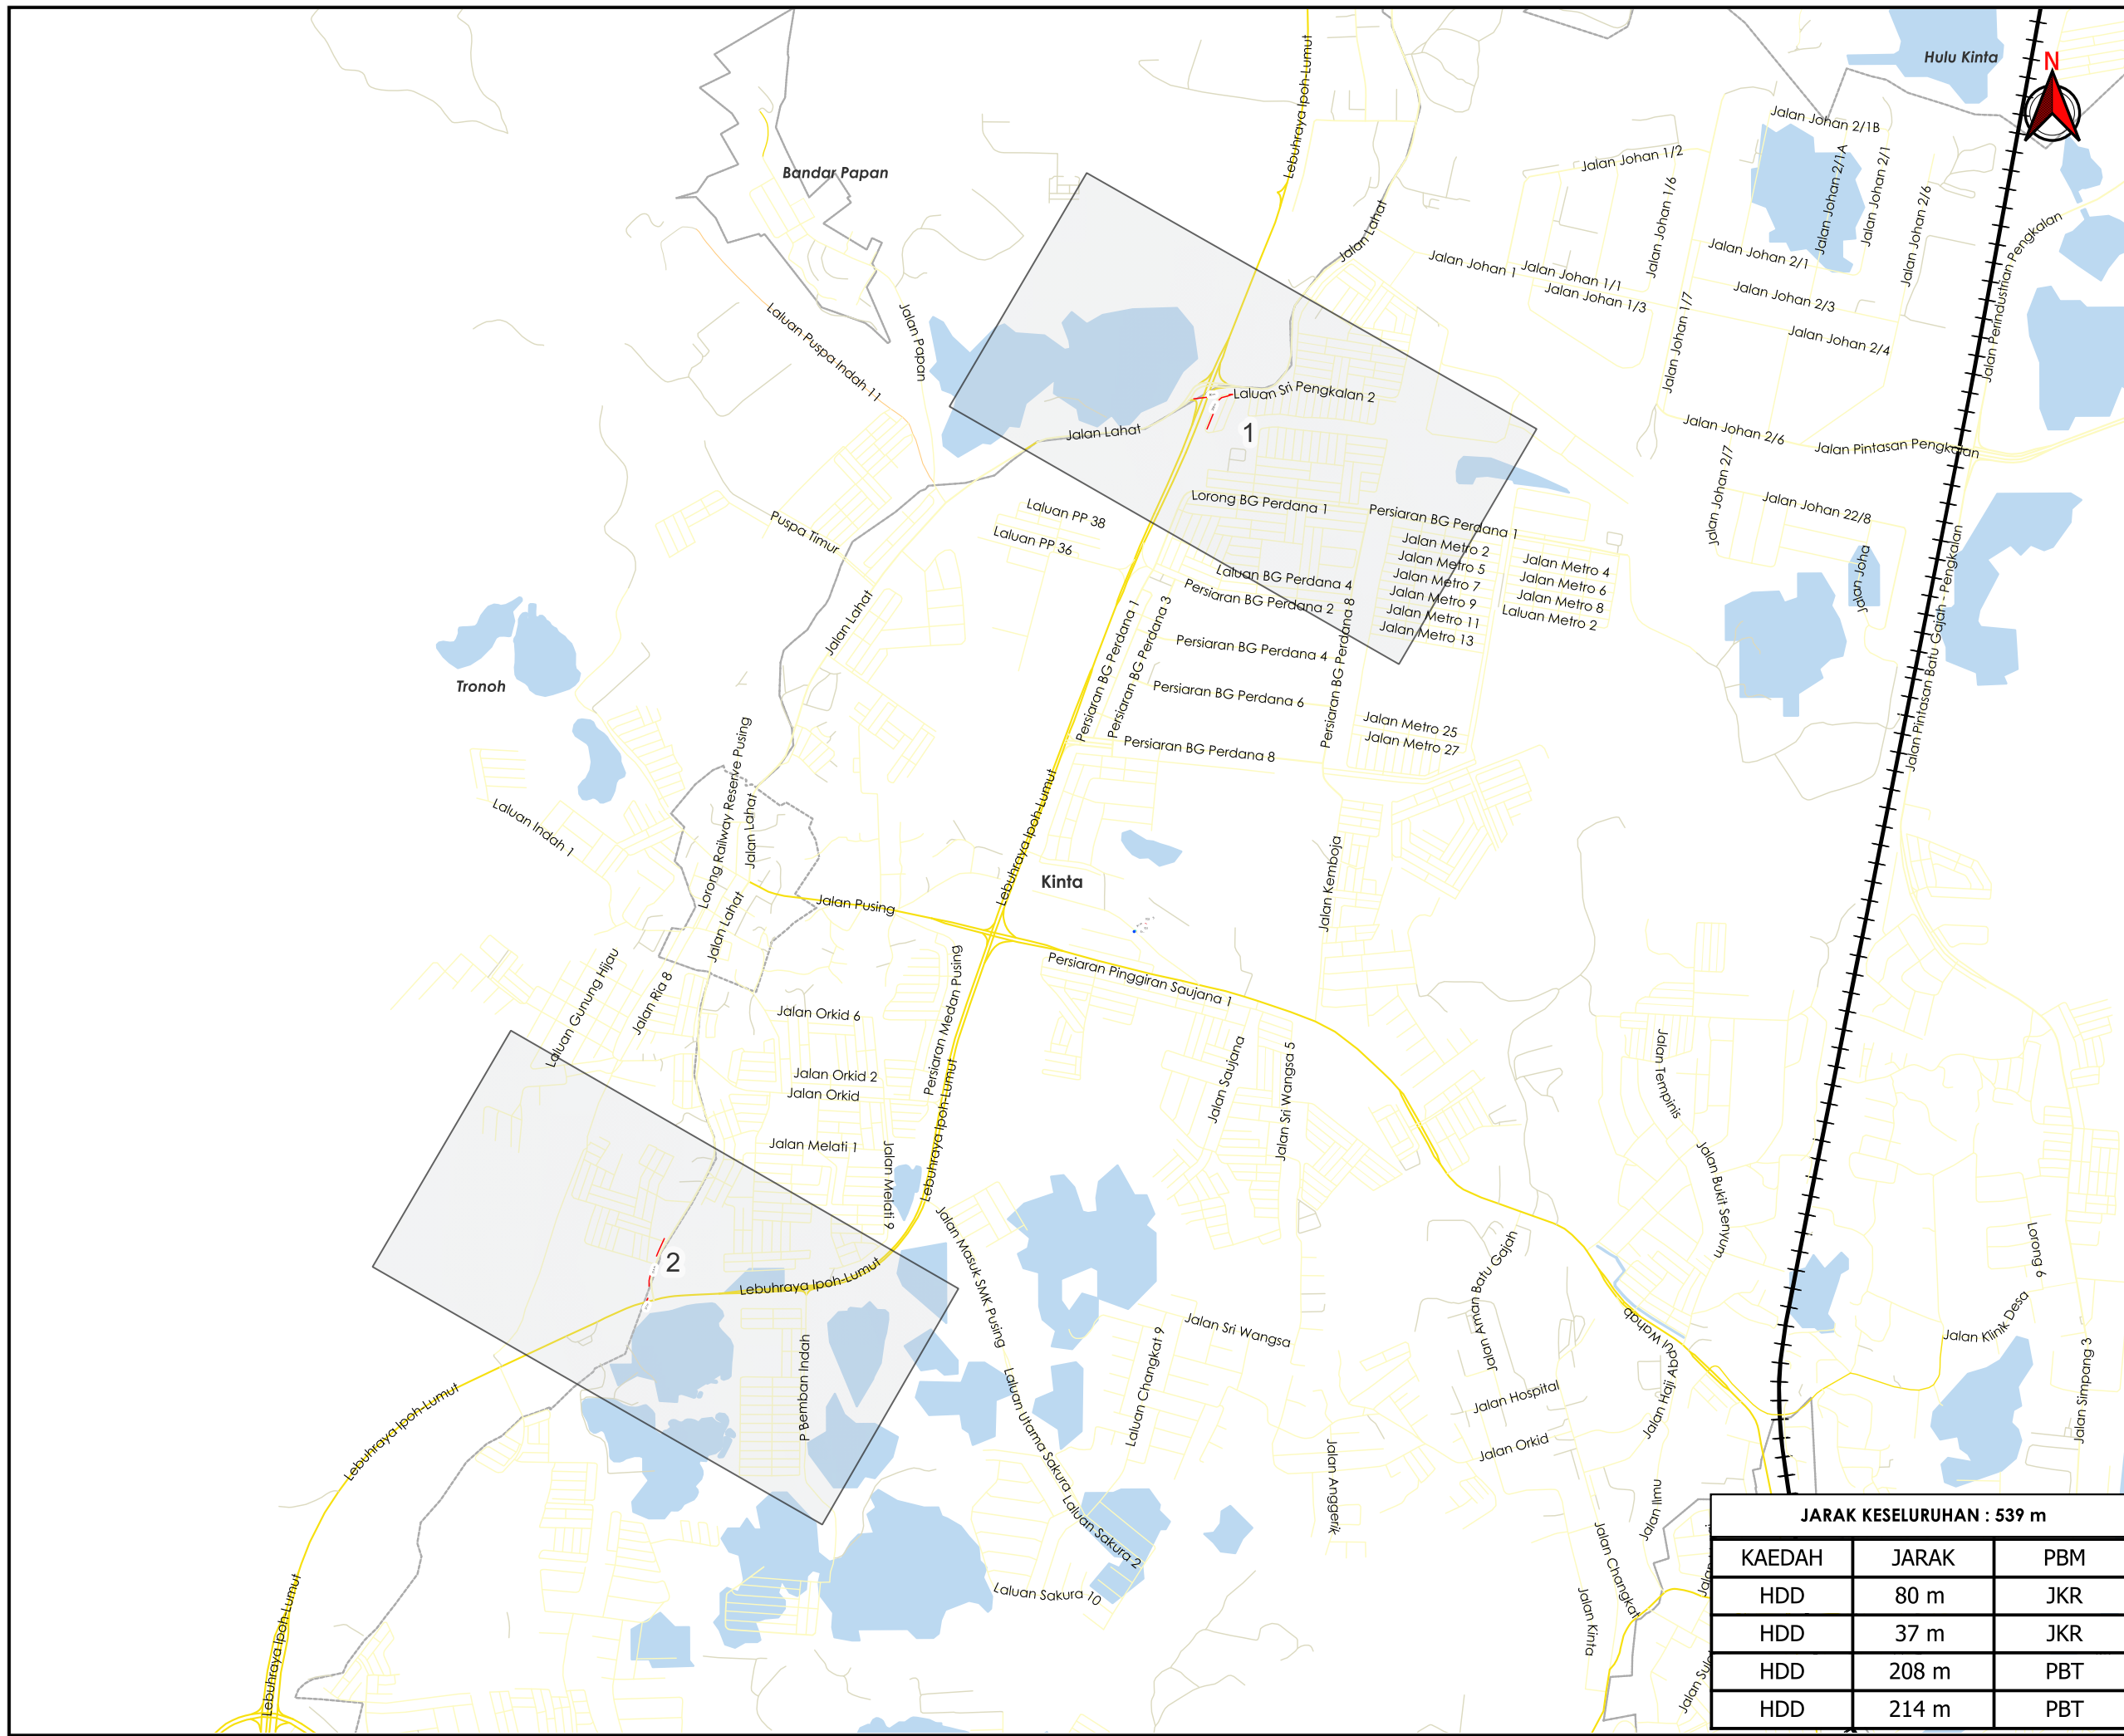 Hulu Kinta
N
Lebuhraya Ipoh-Lumut
Jalan Johan 2/1B
Jalan Johan 1/2
Jalan Johan 2/1A
Jalan Johan 2/1
Bandar Papan
Jalan Johan 1/6
Jalan Johan 2/6
Jalan Lahat
Jalan Perindustrian Pengkalan
Jalan Johan 1
Jalan Johan 1/1
Jalan Johan 2/1
Jalan Johan 1/3
Jalan Johan 2/3
Laluan Puspa Indah 11
Jalan Papan
Jalan Johan 1/7
Jalan Johan 2/4
Laluan Sri Pengkalan 2
1
Jalan Lahat
Jalan Johan 2/6
Jalan Pintasan Pengkalan
Jalan Johan 2/7
Lorong BG Perdana 1
Persiaran BG Perdana 1
Jalan Johan 22/8
Laluan PP 38
Puspa Timur
Laluan PP 36
Jalan Metro 2
Jalan Metro 5
Jalan Metro 4
Jalan Metro 7
Jalan Metro 6
Jalan Metro 9
Jalan Metro 8
Jalan Metro 11
Laluan Metro 2
Jalan Metro 13
Jalan Joha
Jalan Pintasan Batu Gajah - Pengkalan
Laluan BG Perdana 4
Persiaran BG Perdana 2
Jalan Lahat
Persiaran BG Perdana 1
Persiaran BG Perdana 3
Persiaran BG Perdana 4
Persiaran BG Perdana 8
Tronoh
Persiaran BG Perdana 6
Jalan Metro 25
Jalan Metro 27
Persiaran BG Perdana 8
Lorong Railway Reserve Pusing
Jalan Lahat
Laluan Indah 1
Lebuhraya Ipoh-Lumut
Kinta
Jalan Kemboja
Jalan Pusing
Jalan Lahat
Persiaran Pinggiran Saujana 1
Laluan Gunung Hijau
Jalan Ria 8
Persiaran Medan Pusing
Jalan Orkid 6
Jalan Orkid 2
Jalan Orkid
Lebuhraya Ipoh-Lumut
Jalan Saujana
Jalan Sri Wangsa 5
Jalan Tempinis
Jalan Melati 1
Jalan Melati 9
Jalan Bukit Senyum
2
Lebuhraya Ipoh-Lumut
Jalan Masuk SMK Pusing
Jalan Aman Batu Gajah
Lorong 6
Jalan Sri Wangsa
Jalan Haji Abdul Wahab
Jalan Klinik Desa
P Bemban Indah
Laluan Changkat 9
Jalan Simpang 3
Lebuhraya Ipoh-Lumut
Laluan Utama Sakura
Jalan Hospital
Jalan Orkid
Jalan Anggerik
Laluan Sakura 2
Jalan Ilmu
Jalan Changkat
Laluan Sakura 10
Jalan Kinta
Lebuhraya Ipoh-Lumut
JARAK KESELURUHAN : 539 m
KAEDAH JARAK PBM
HDD 80 m JKR
HDD 37 m JKR
HDD 208 m PBT
HDD 214 m PBT